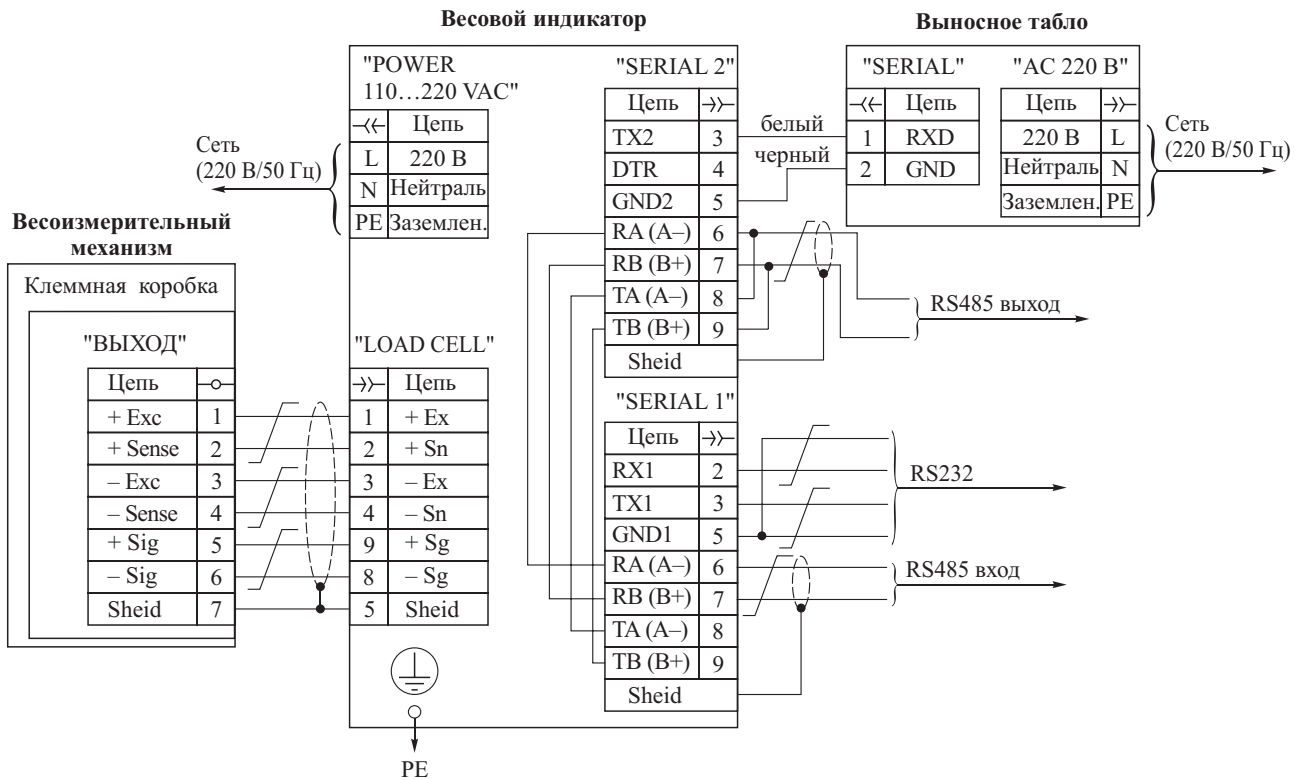 Весовой индикатор
Выносное табло
"POWER
110...220 VAC"
Цепь
L 220 В
N Нейтраль
PE Заземлен.
Сеть
(220 В/50 Гц)
Весоизмерительный
механизм
Клеммная коробка
"ВЫХОД"
Цепь
+ Exc 1
+ Sense 2
– Exc 3
– Sense 4
+ Sig 5
– Sig 6
Sheid 7
"LOAD CELL"
Цепь
1 + Ex
2 + Sn
3 – Ex
4 – Sn
9 + Sg
8 – Sg
5 Sheid
PE
"SERIAL 2"
Цепь
TX2 3
DTR 4
GND2 5
RA (A–) 6
RB (B+) 7
TA (A–) 8
TB (B+) 9
Sheid
"SERIAL 1"
Цепь
RX1 2
TX1 3
GND1 5
RA (A–) 6
RB (B+) 7
TA (A–) 8
TB (B+) 9
Sheid
белый
черный
"SERIAL"
Цепь
1 RXD
2 GND
"AC 220 В"
Цепь
220 В L
Нейтраль N
Заземлен. PE
Сеть
(220 В/50 Гц)
RS485 выход
RS232
RS485 вход